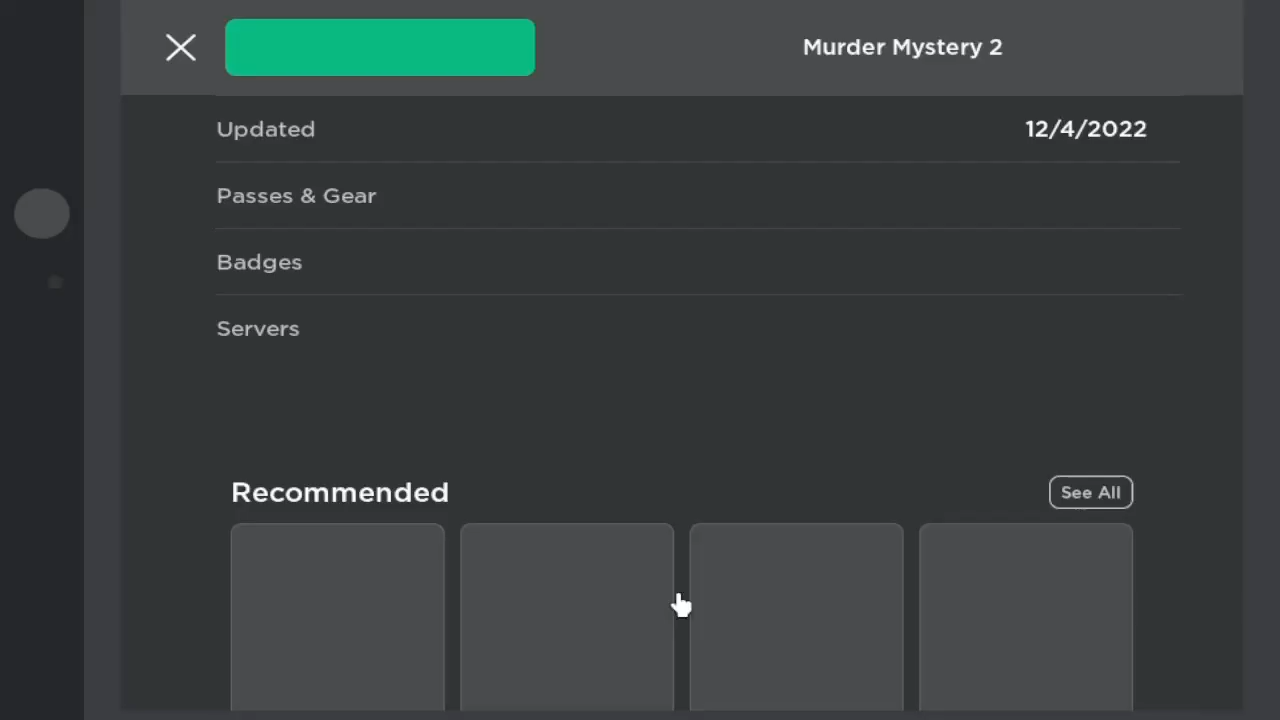 Murder Mystery 2
Updated 12/4/2022
Passes & Gear
Badges
Servers
Recommended See All